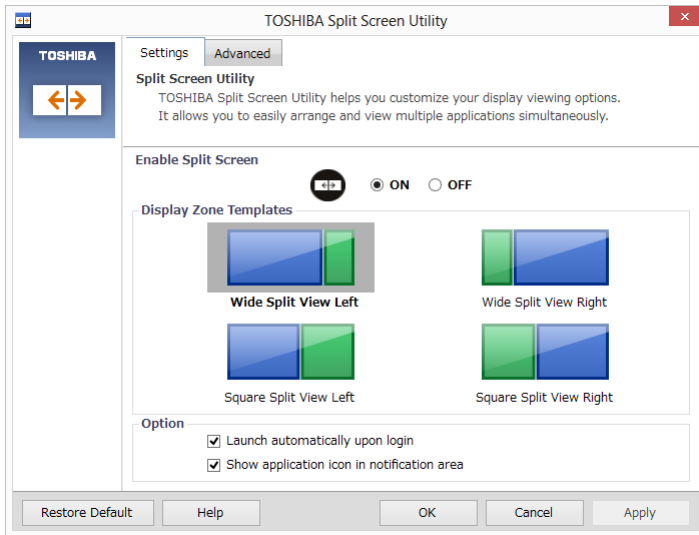 TOSHIBA Split Screen Utility
TOSHIBA
Settings
Advanced
Split Screen Utility
TOSHIBA Split Screen Utility helps you customize your display viewing options.
It allows you to easily arrange and view multiple applications simultaneously.
Enable Split Screen
ON
OFF
Display Zone Templates
Wide Split View Left
Wide Split View Right
Square Split View Left
Square Split View Right
Option
Launch automatically upon login
Show application icon in notification area
Restore Default
Help
OK
Cancel
Apply